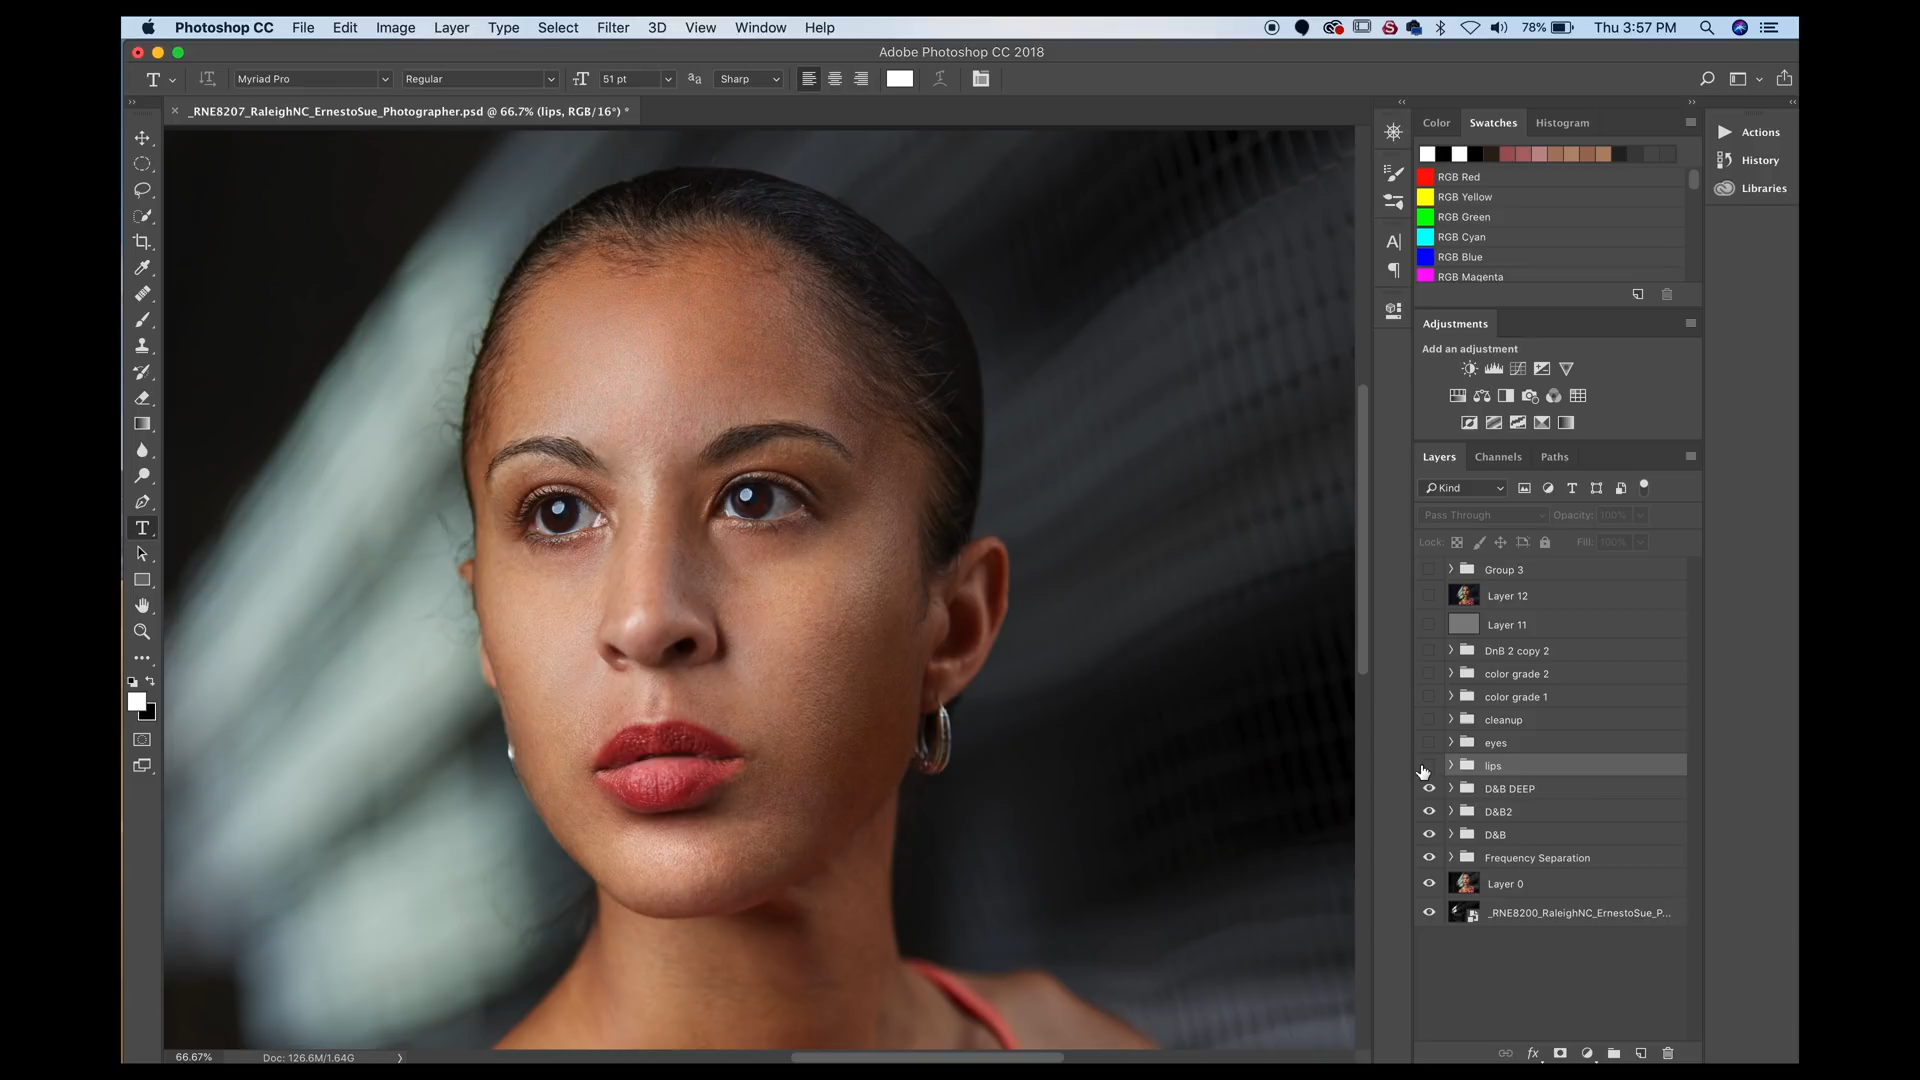 Photoshop CC File Edit Image Layer Type Select Filter 3D View Window Help 78% Thu 3:57 PM
Adobe Photoshop CC 2018
T Myriad Pro Regular 51 pt Sharp
_RNE8207_RaleighNC_ErnestoSue_Photographer.psd @ 66.7% (lips, RGB/16*) *
Color Swatches Histogram
Actions
History
Libraries
RGB Red
RGB Yellow
RGB Green
RGB Cyan
RGB Blue
RGB Magenta
Adjustments
Add an adjustment
Layers Channels Paths
Kind
Pass Through Opacity: 100%
Lock: Fill: 100%
Group 3
Layer 12
Layer 11
DnB 2 copy 2
color grade 2
color grade 1
cleanup
eyes
lips
D&B DEEP
D&B2
D&B
Frequency Separation
Layer 0
_RNE8200_RaleighNC_ErnestoSue_P...
66.67% Doc: 126.6M/1.64G
fx